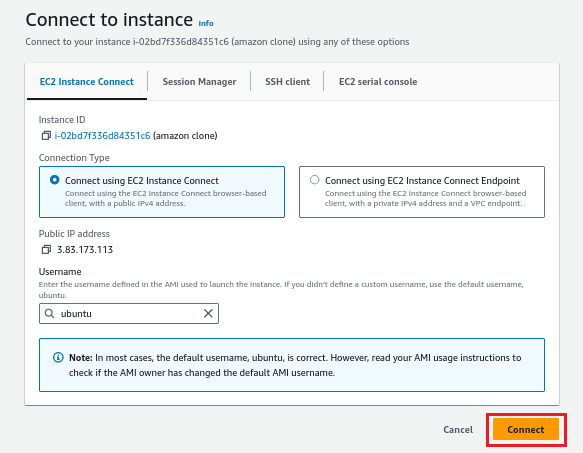 Connect to instance Info
Connect to your instance i-02bd7f336d84351c6 (amazon clone) using any of these options
EC2 Instance Connect Session Manager SSH client EC2 serial console
Instance ID
i-02bd7f336d84351c6 (amazon clone)
Connection Type
Connect using EC2 Instance Connect
Connect using the EC2 Instance Connect browser-based
client, with a public IPv4 address.
Connect using EC2 Instance Connect Endpoint
Connect using the EC2 Instance Connect browser-based
client, with a private IPv4 address and a VPC endpoint.
Public IP address
3.83.173.113
Username
Enter the username defined in the AMI used to launch the instance. If you didn't define a custom username, use the default username,
ubuntu.
ubuntu
Note: In most cases, the default username, ubuntu, is correct. However, read your AMI usage instructions to
check if the AMI owner has changed the default AMI username.
Cancel Connect